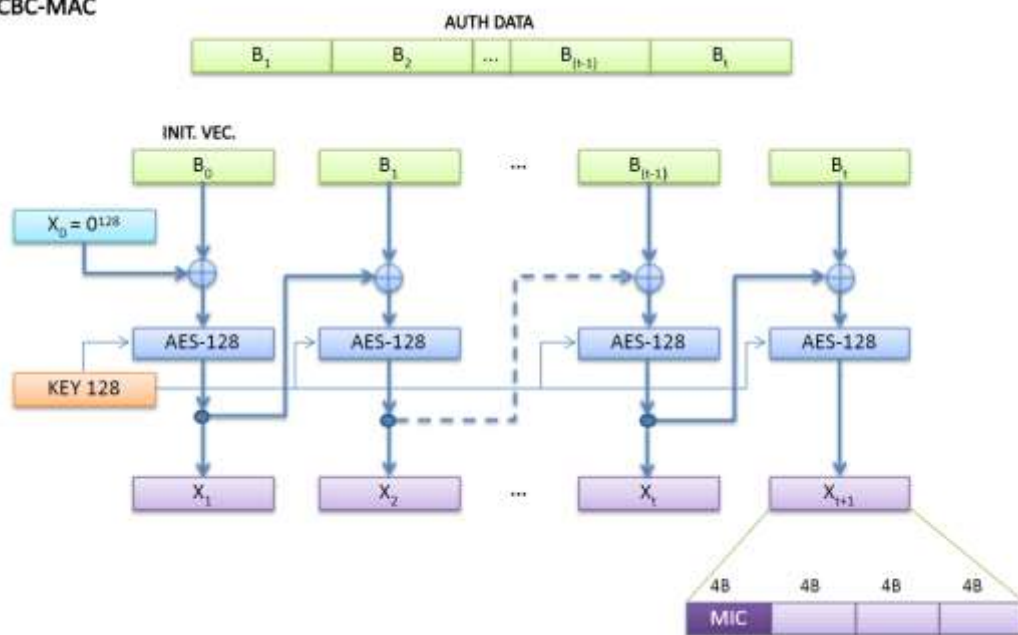 CBC-MAC
AUTH DATA
B₁ B₂ ... B₍ₜ₋₁₎ Bₜ
INIT. VEC.
B₀ B₁ ... B₍ₜ₋₁₎ Bₜ
X₀ = 0¹²⁸
AES-128 AES-128 AES-128 AES-128
KEY 128
X₁ X₂ ... Xₜ Xₜ₊₁
4B 4B 4B 4B
MIC